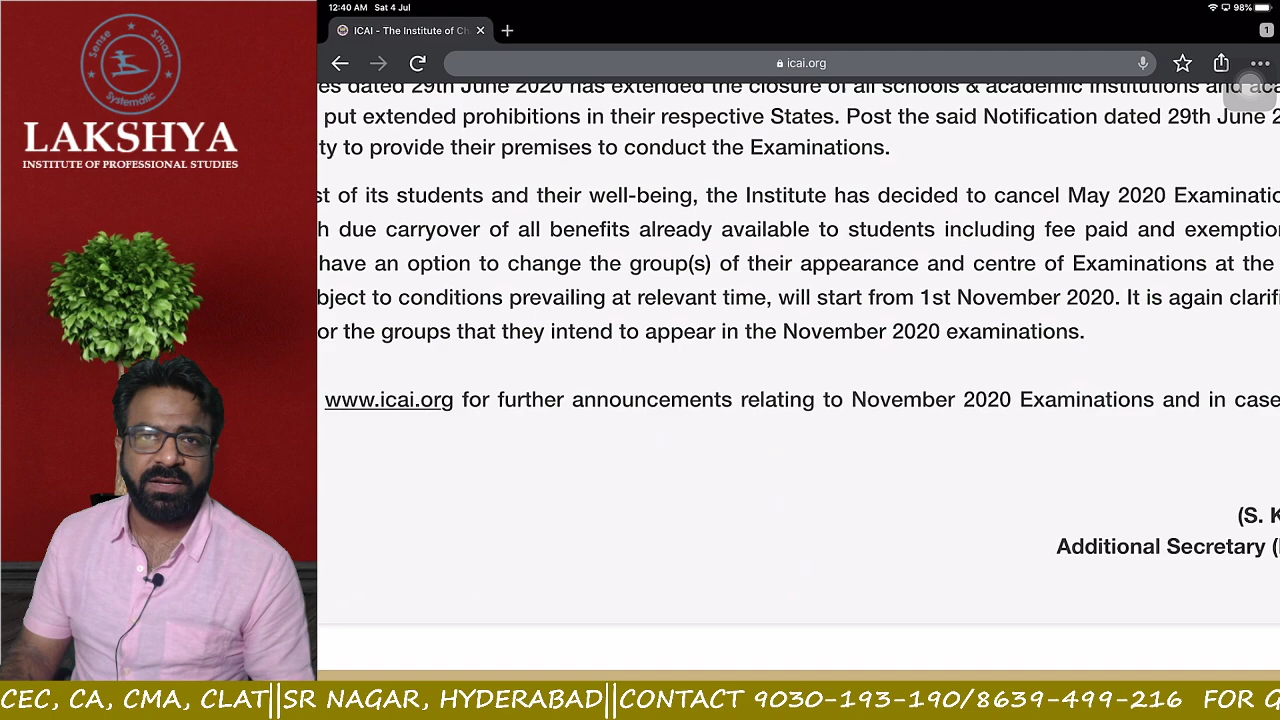 Sense Smart
Systematic
LAKSHYA
INSTITUTE OF PROFESSIONAL STUDIES
12:40 AM Sat 4 Jul
98%
ICAI - The Institute of Ch
1
icai.org
es dated 29th June 2020 has extended the closure of all schools & academic institutions and aca
put extended prohibitions in their respective States. Post the said Notification dated 29th June 2
ty to provide their premises to conduct the Examinations.
st of its students and their well-being, the Institute has decided to cancel May 2020 Examinatio
h due carryover of all benefits already available to students including fee paid and exemption
have an option to change the group(s) of their appearance and centre of Examinations at the
bject to conditions prevailing at relevant time, will start from 1st November 2020. It is again clarifi
or the groups that they intend to appear in the November 2020 examinations.
www.icai.org for further announcements relating to November 2020 Examinations and in case
(S. K
Additional Secretary (
CEC, CA, CMA, CLAT||SR NAGAR, HYDERABAD||CONTACT 9030-193-190/8639-499-216 FOR G